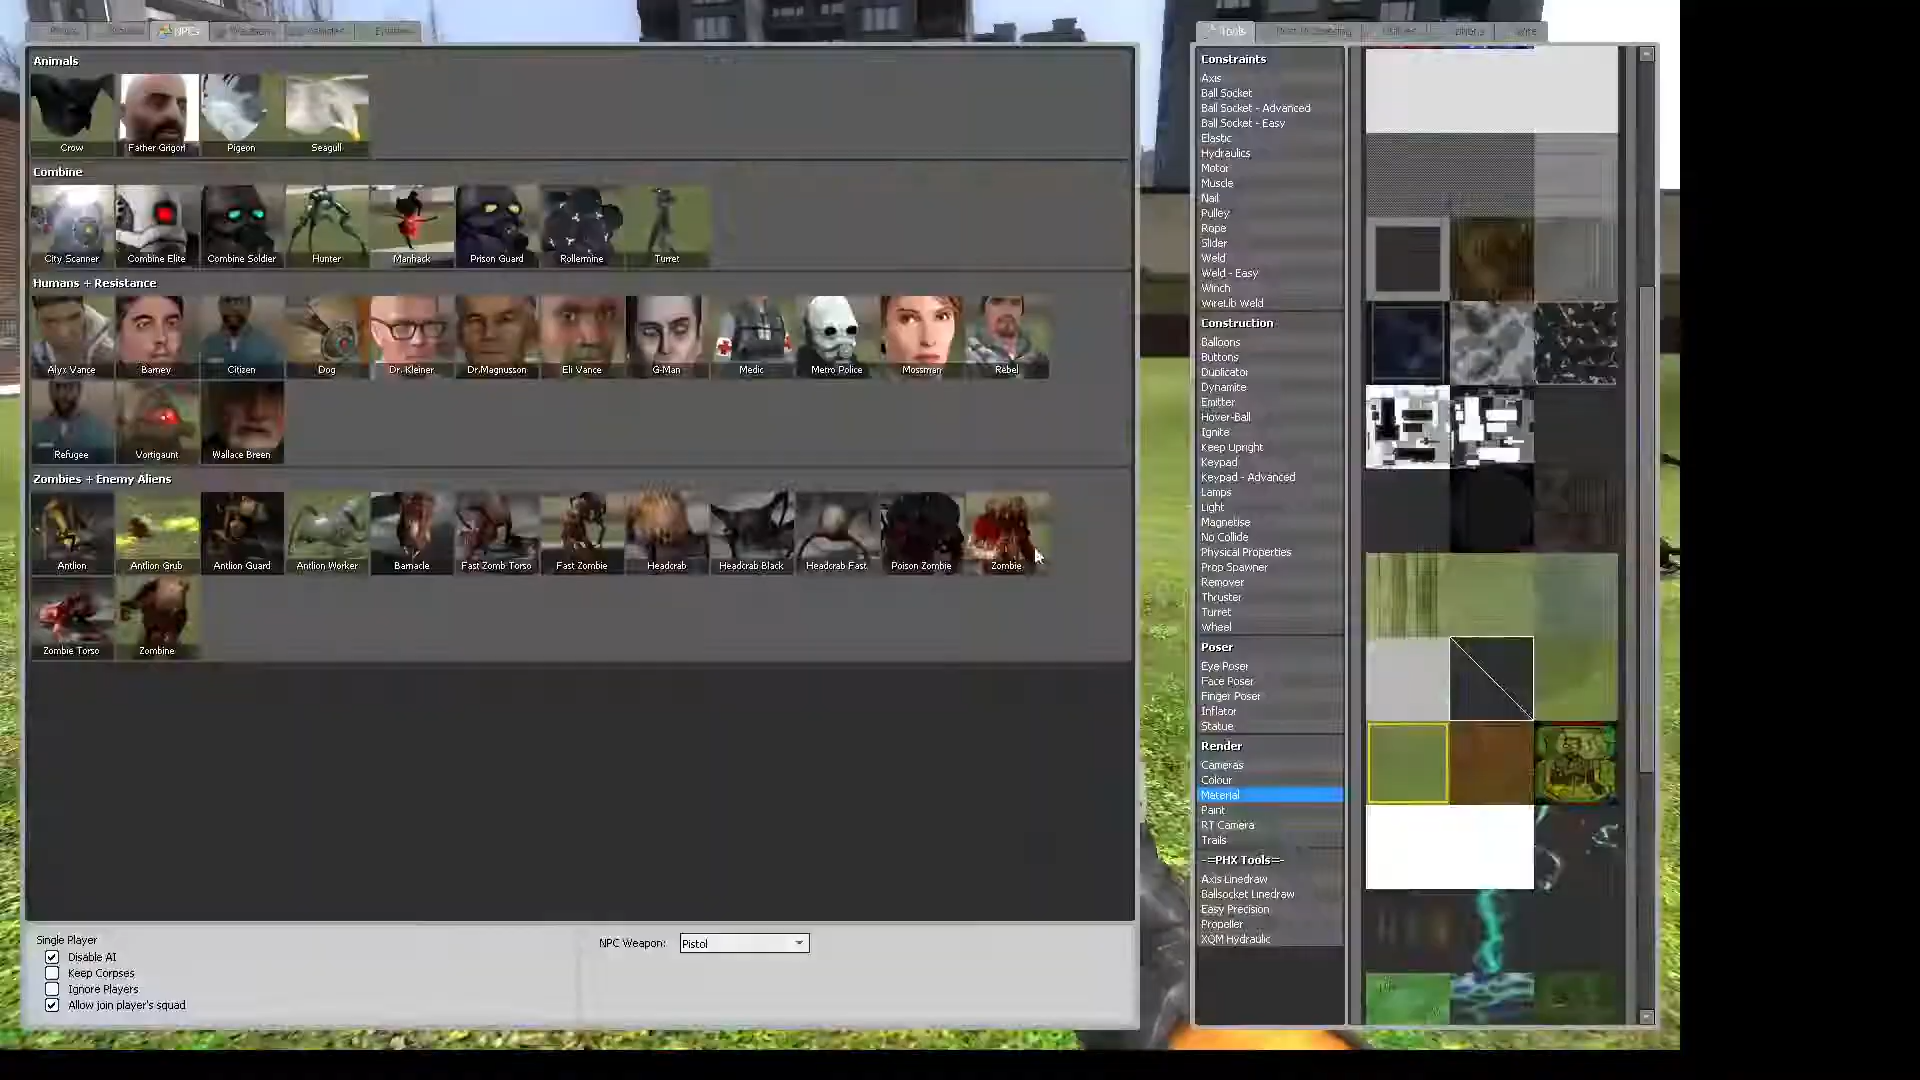 NPCs
Animals
Crow
Father Grigori
Pigeon
Seagull
Combine
City Scanner
Combine Elite
Combine Soldier
Hunter
Manhack
Prison Guard
Rollermine
Turret
Humans + Resistance
Alyx Vance
Barney
Citizen
Dog
Dr. Kleiner
Dr.Magnusson
Eli Vance
G-Man
Medic
Metro Police
Mossman
Rebel
Refugee
Vortigaunt
Wallace Breen
Zombies + Enemy Aliens
Antlion
Antlion Grub
Antlion Guard
Antlion Worker
Barnacle
Fast Zomb Torso
Fast Zombie
Headcrab
Headcrab Black
Headcrab Fast
Poison Zombie
Zombie
Zombie Torso
Zombine
Single Player
Disable AI
Keep Corpses
Ignore Players
Allow join player's squad
NPC Weapon:
Pistol
Tools
Constraints
Axis
Ball Socket
Ball Socket - Advanced
Ball Socket - Easy
Elastic
Hydraulics
Motor
Muscle
Nail
Pulley
Rope
Slider
Weld
Weld - Easy
Winch
WireLib Weld
Construction
Balloons
Buttons
Duplicator
Dynamite
Emitter
Hover-Ball
Ignite
Keep Upright
Keypad
Keypad - Advanced
Lamps
Light
Magnetise
No Collide
Physical Properties
Prop Spawner
Remover
Thruster
Turret
Wheel
Poser
Eye Poser
Face Poser
Finger Poser
Inflator
Statue
Render
Cameras
Colour
Material
Paint
RT Camera
Trails
-=PHX Tools=-
Axis Linedraw
Ballsocket Linedraw
Easy Precision
Propeller
XQM Hydraulic